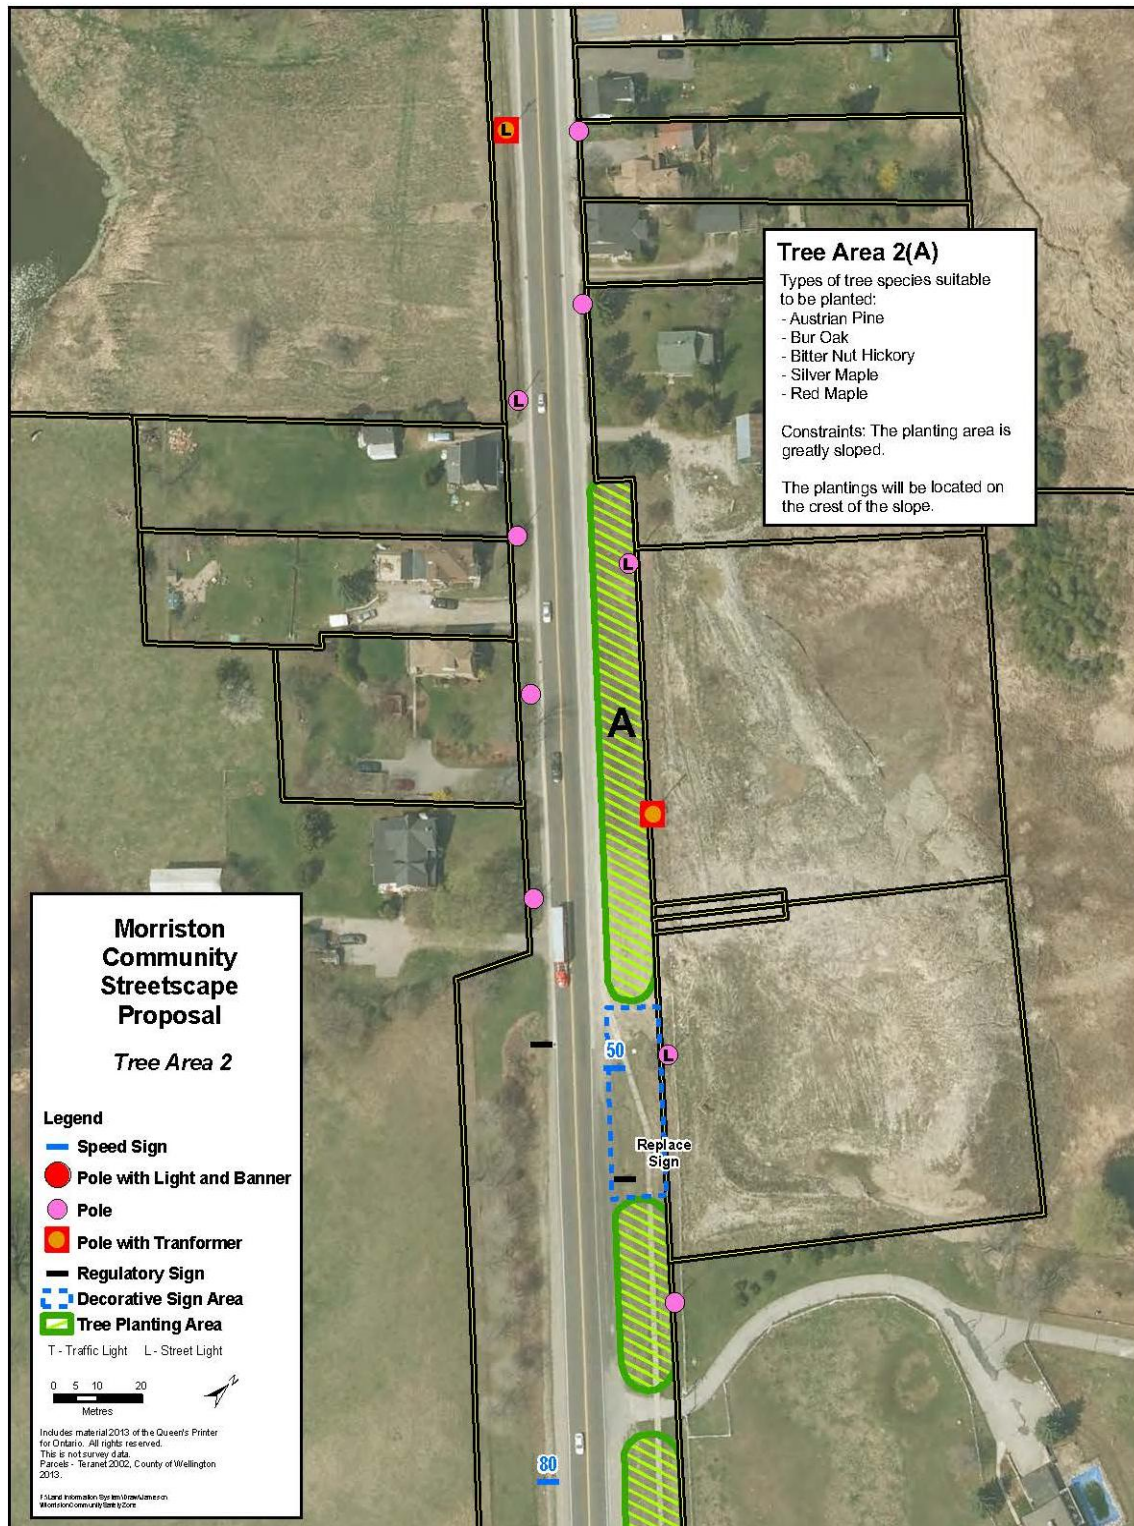 L
Tree Area 2(A)
Types of tree species suitable
to be planted:
- Austrian Pine
- Bur Oak
- Bitter Nut Hickory
- Silver Maple
- Red Maple
Constraints: The planting area is
greatly sloped.
The plantings will be located on
the crest of the slope.
L
L
A
50
L
Replace
Sign
80
Morriston
Community
Streetscape
Proposal
Tree Area 2
Legend
Speed Sign
Pole with Light and Banner
Pole
Pole with Tranformer
Regulatory Sign
Decorative Sign Area
Tree Planting Area
T - Traffic Light L - Street Light
0 5 10 20
Metres
Includes material 2013 of the Queen's Printer
for Ontario. All rights reserved.
This is not survey data.
Parcels - Teranet 2002, County of Wellington
2013.